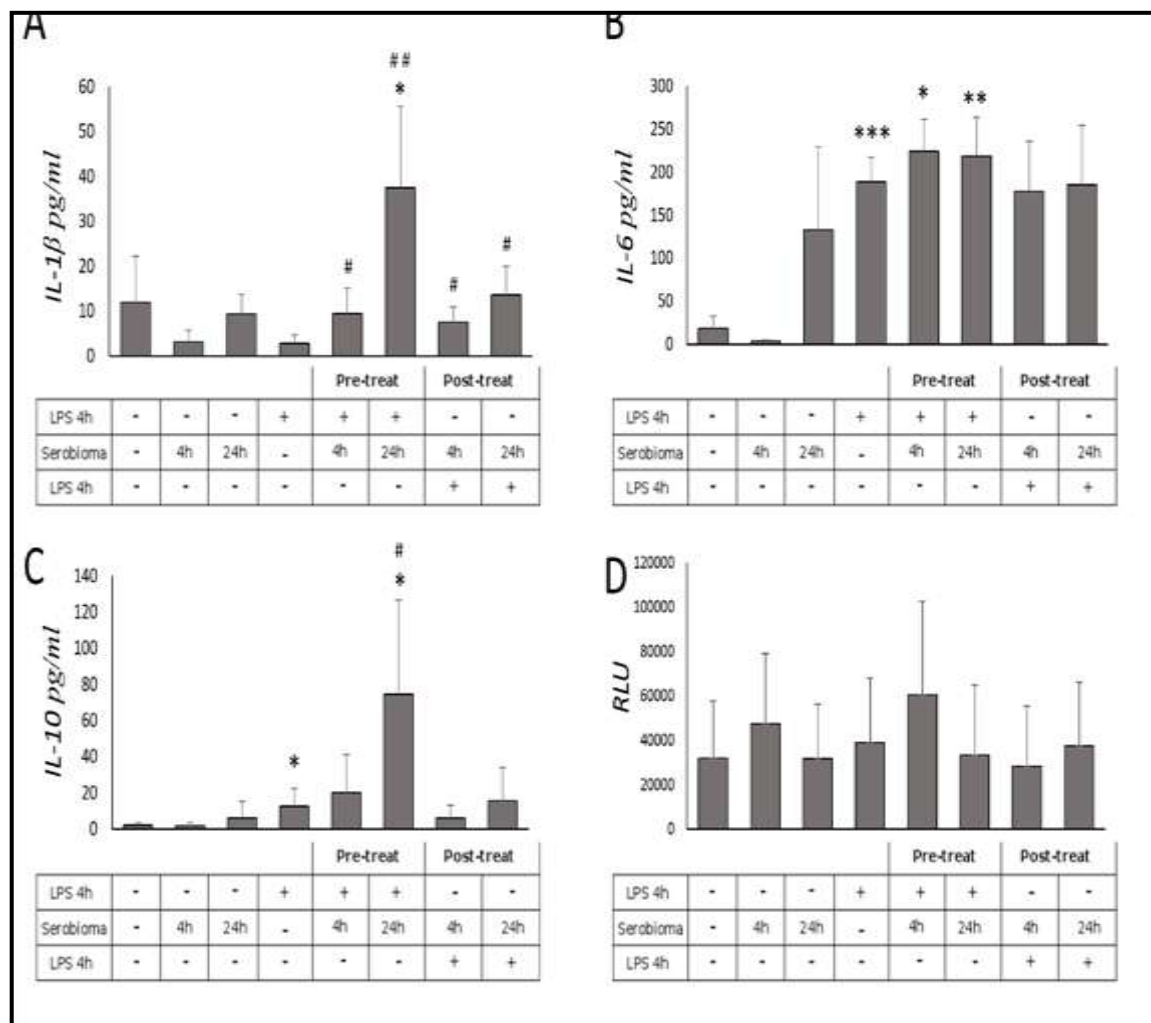 A
##
*
#
#
#
60
50
40
30
20
10
0
IL-1β pg/ml
Pre-treat Post-treat
LPS 4h - - - + + + - -
Serobioma - 4h 24h - 4h 24h 4h 24h
LPS 4h - - - - - - + +
B
***
*
**
300
250
200
150
100
50
0
IL-6 pg/ml
Pre-treat Post-treat
LPS 4h - - - + + + - -
Serobioma - 4h 24h - 4h 24h 4h 24h
LPS 4h - - - - - - + +
C
#
*
*
140
120
100
80
60
40
20
0
IL-10 pg/ml
Pre-treat Post-treat
LPS 4h - - - + + + - -
Serobioma - 4h 24h - 4h 24h 4h 24h
LPS 4h - - - - - - + +
D
120000
100000
80000
60000
40000
20000
0
RLU
Pre-treat Post-treat
LPS 4h - - - + + + - -
Serobioma - 4h 24h - 4h 24h 4h 24h
LPS 4h - - - - - - + +